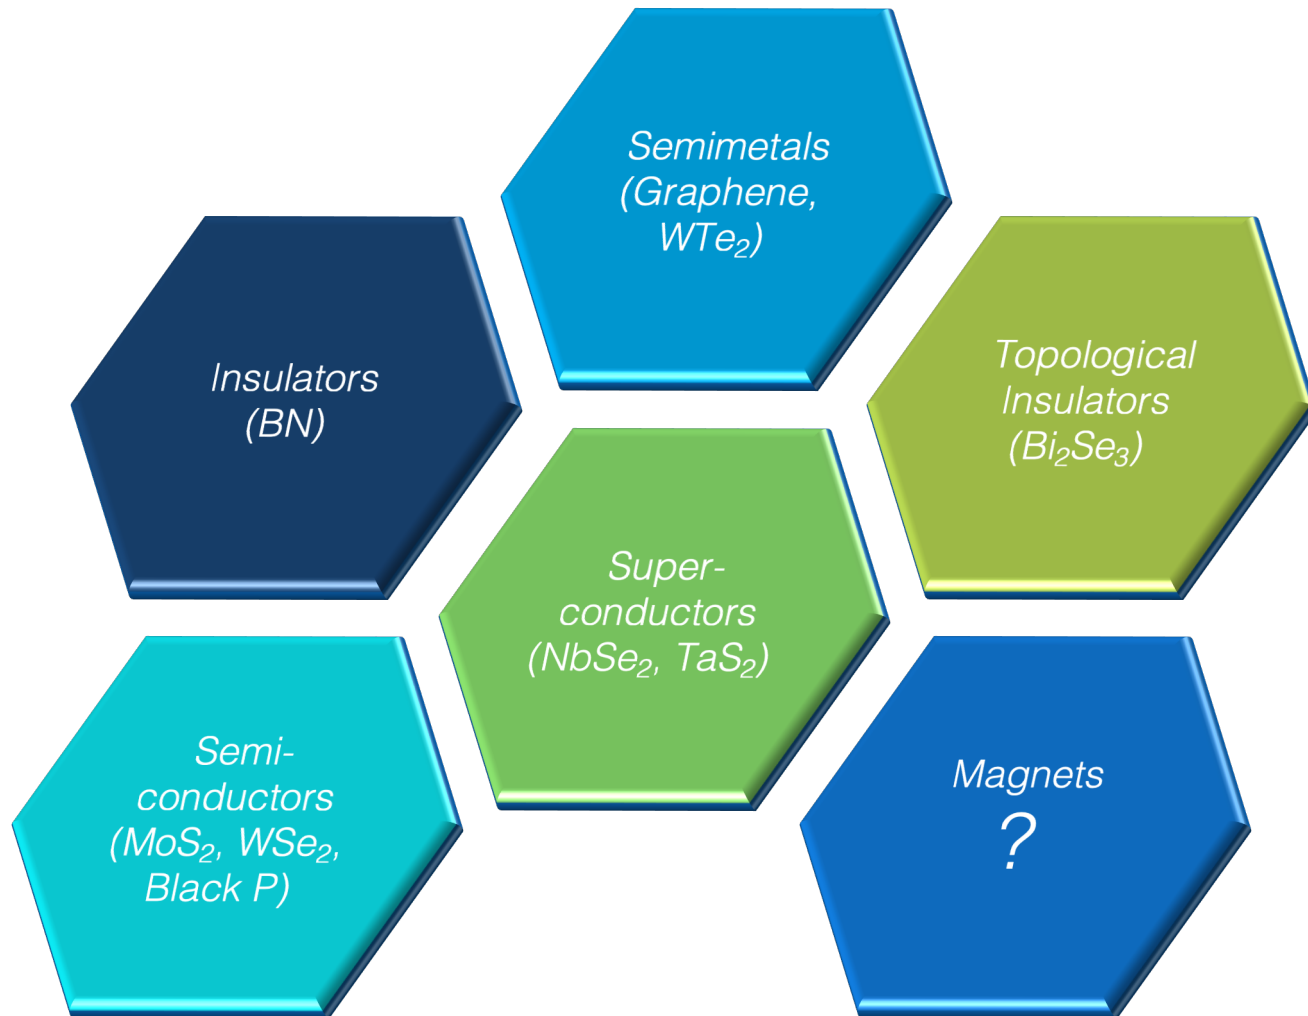 Semimetals
(Graphene,
WTe₂)
Insulators
(BN)
Topological
Insulators
(Bi₂Se₃)
Super-
conductors
(NbSe₂, TaS₂)
Semi-
conductors
(MoS₂, WSe₂,
Black P)
Magnets
?